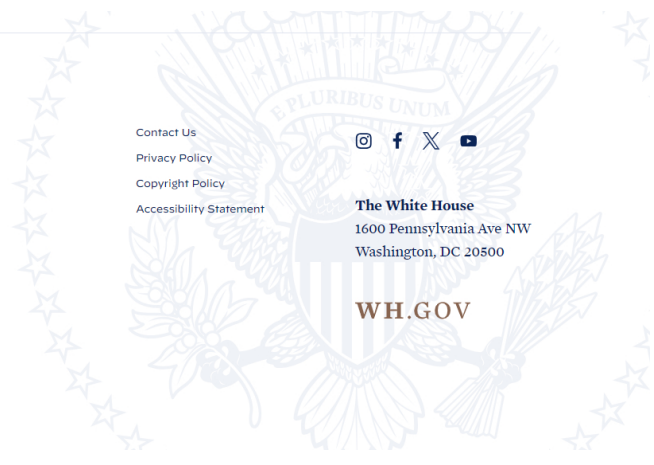 E PLURIBUS UNUM
Contact Us
Privacy Policy
Copyright Policy
Accessibility Statement
The White House
1600 Pennsylvania Ave NW
Washington, DC 20500
WH.GOV